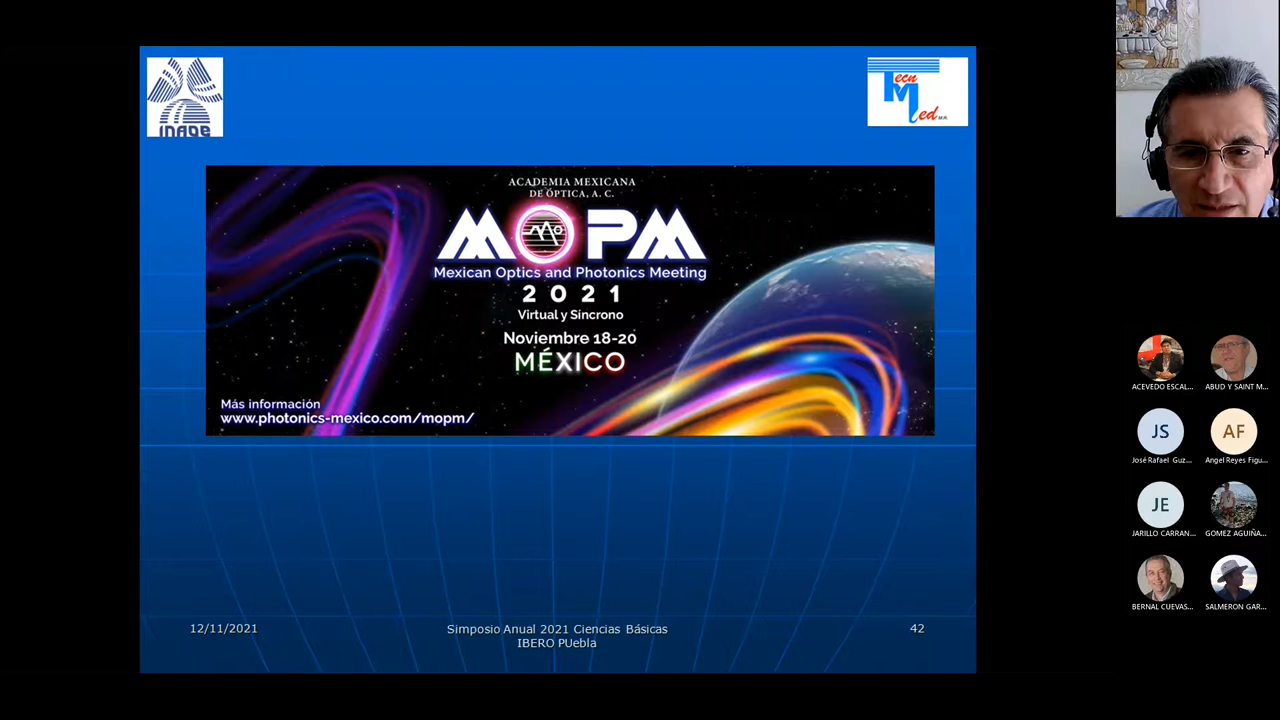 INAOE
Tecn
Med M.R.
ACADEMIA MEXICANA
DE ÓPTICA, A. C.
MOPM
Mexican Optics and Photonics Meeting
2021
Virtual y Síncrono
Noviembre 18-20
MÉXICO
Más información
www.photonics-mexico.com/mopm/
12/11/2021
Simposio Anual 2021 Ciencias Básicas
IBERO PUebla
42
ACEVEDO ESCAL...
ABUD Y SAINT M...
JS
AF
José Rafael Guz...
Angel Reyes Figu...
JE
JARILLO CARRAN...
GOMEZ AGUIÑA...
BERNAL CUEVAS...
SALMERON GAR...